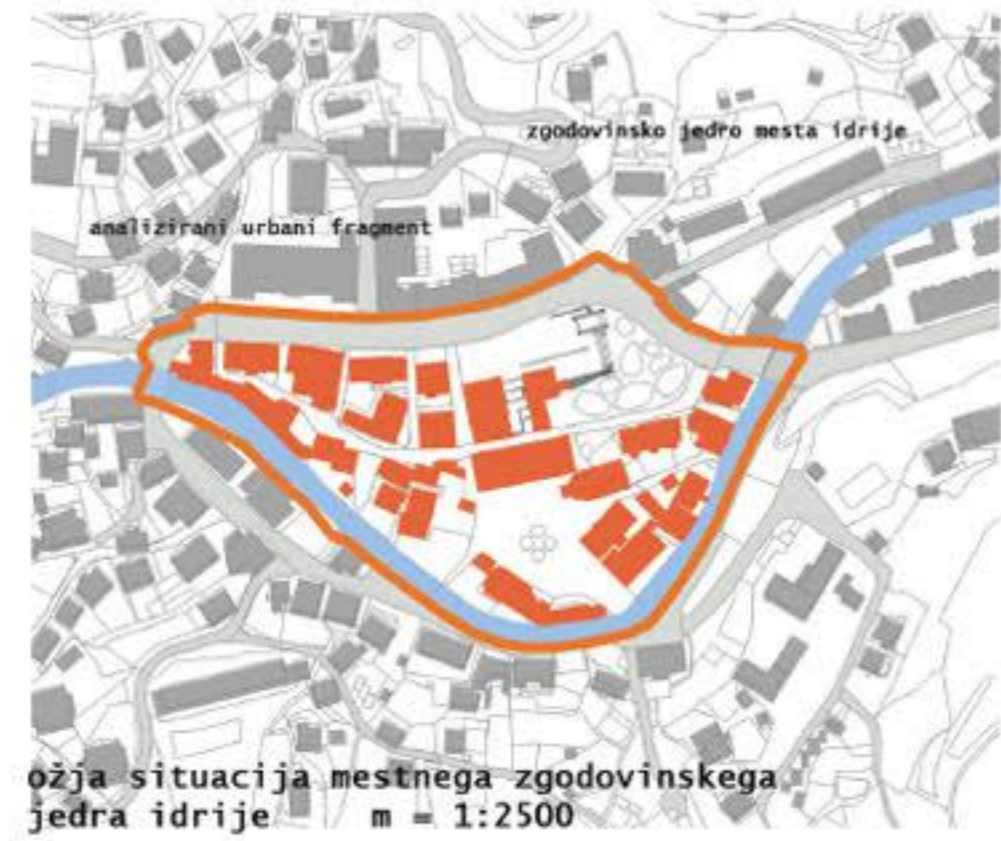 zgodovinsko jedro mesta idrije
analizirani urbani fragment
ožja situacija mestnega zgodovinskega
jedra idrije m = 1:2500